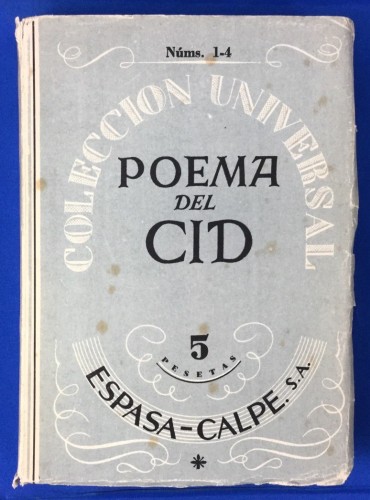 Núms. 1-4
COLECCION UNIVERSAL
POEMA
DEL
CID
5
PESETAS
ESPASA-CALPE. S.A.